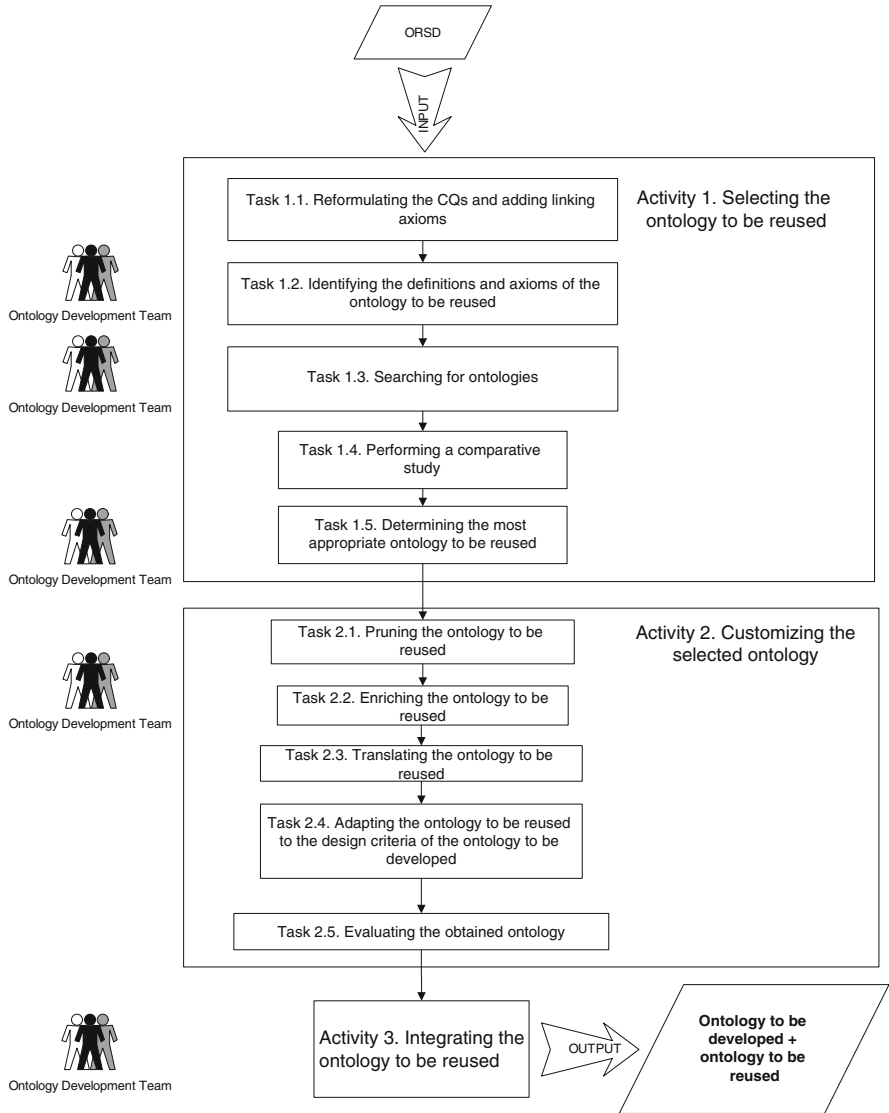 ORSD
INPUT
Activity 1. Selecting the
ontology to be reused
Task 1.1. Reformulating the CQs and adding linking
axioms
Task 1.2. Identifying the definitions and axioms of the
ontology to be reused
Ontology Development Team
Task 1.3. Searching for ontologies
Ontology Development Team
Task 1.4. Performing a comparative
study
Task 1.5. Determining the most
appropriate ontology to be reused
Ontology Development Team
Activity 2. Customizing the
selected ontology
Task 2.1. Pruning the ontology to be
reused
Ontology Development Team
Task 2.2. Enriching the ontology to be
reused
Task 2.3. Translating the ontology to be
reused
Task 2.4. Adapting the ontology to be reused
to the design criteria of the ontology to be
developed
Task 2.5. Evaluating the obtained ontology
Ontology Development Team
Activity 3. Integrating the
ontology to be reused
OUTPUT
Ontology to be
developed +
ontology to be
reused